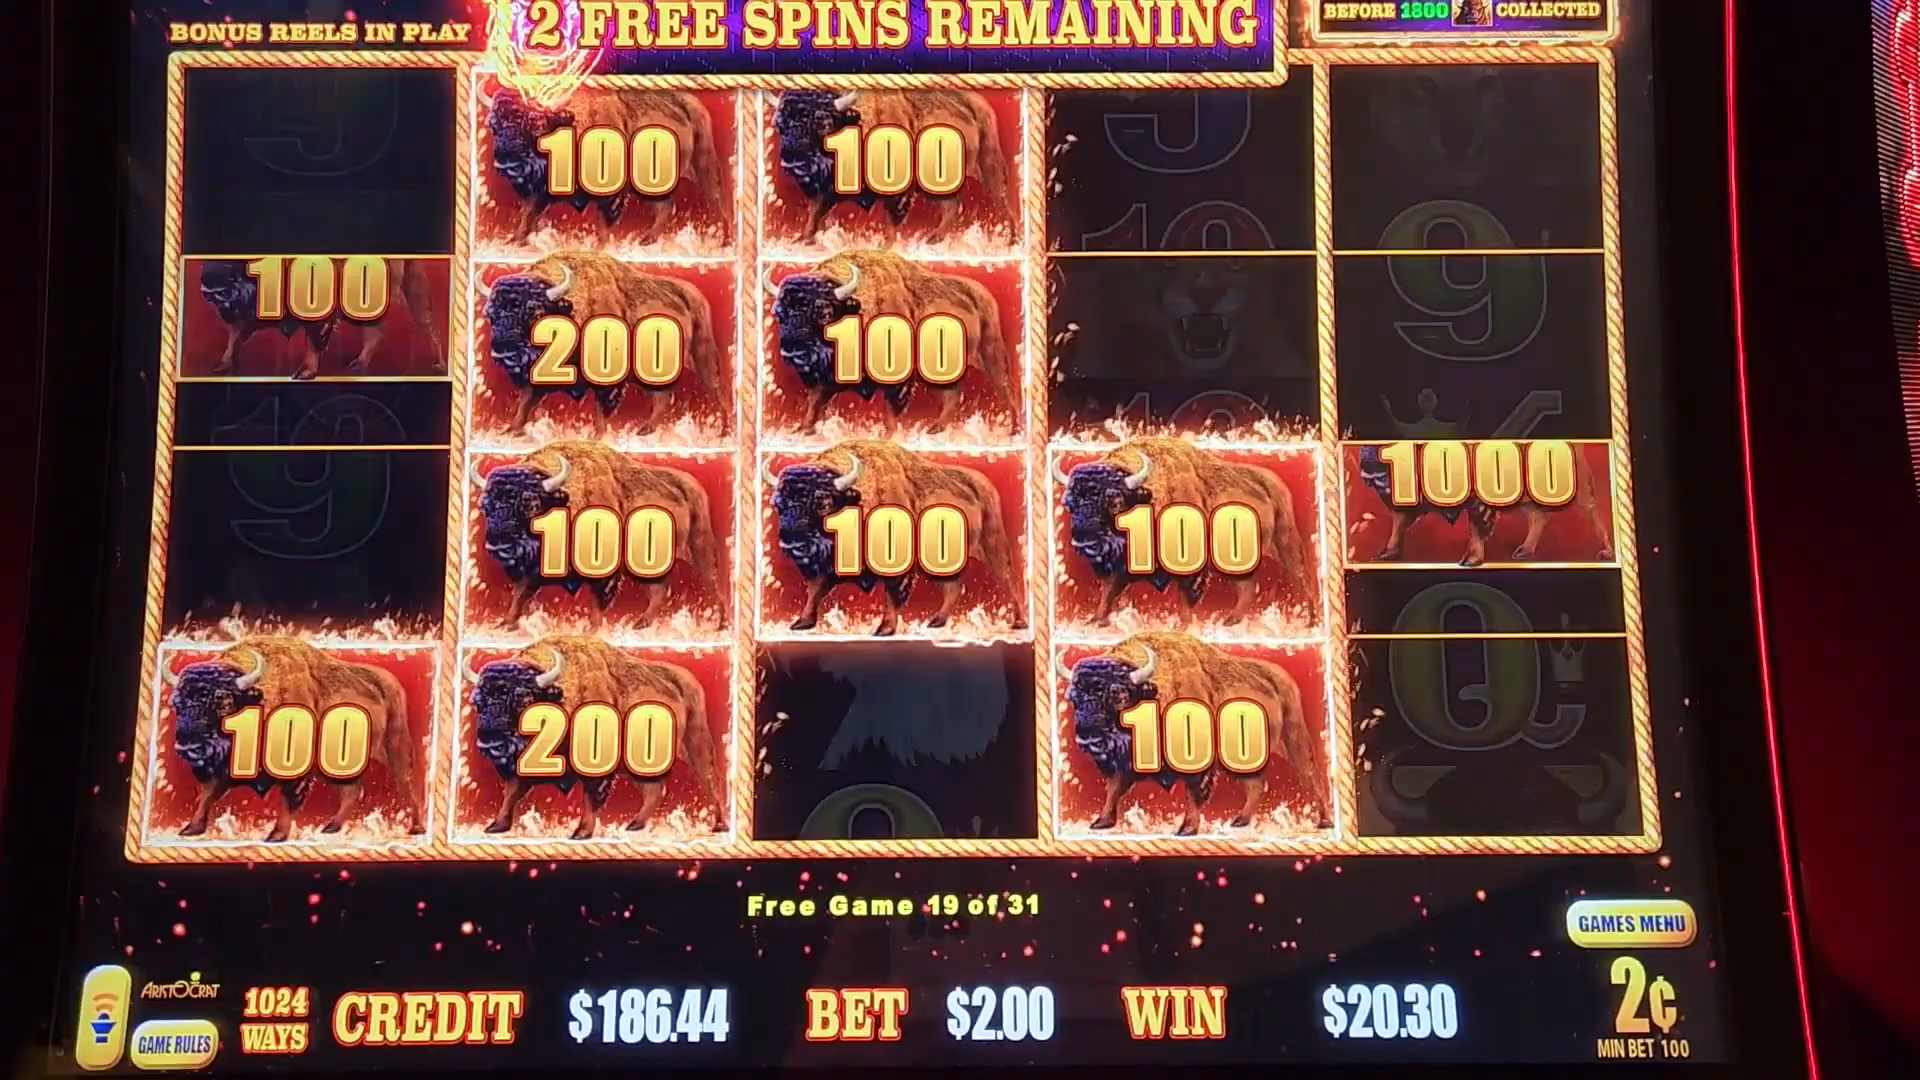 BONUS REELS IN PLAY
2 FREE SPINS REMAINING
BEFORE 1800 COLLECTED
100 100
100 200 100
100 100 100 1000
100 200 100
Free Game 19 of 31
GAMES MENU
ARISTOCRAT
GAME RULES
1024 WAYS
CREDIT $186.44 BET $2.00 WIN $20.30
2¢
MIN BET 100